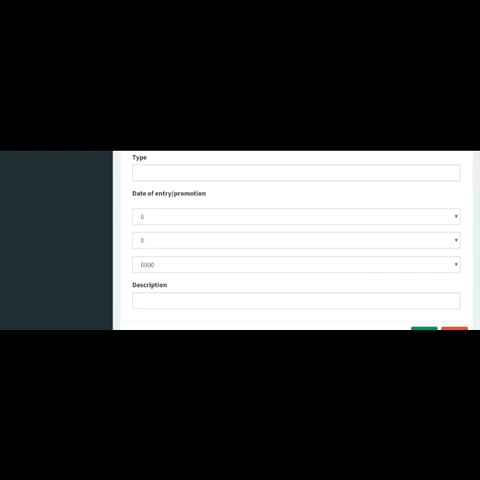 Type
Date of entry/promotion
0
0
0000
Description